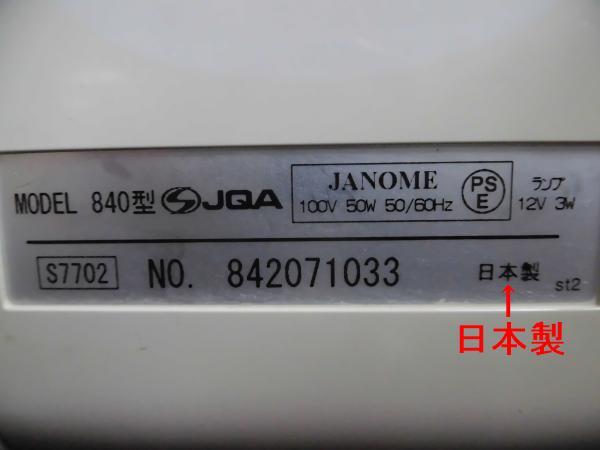 MODEL 840型 JQA JANOME PS E ランプ
100V 50W 50/60Hz 12V 3W
S7702 NO. 842071033 日本製 st2
日本製